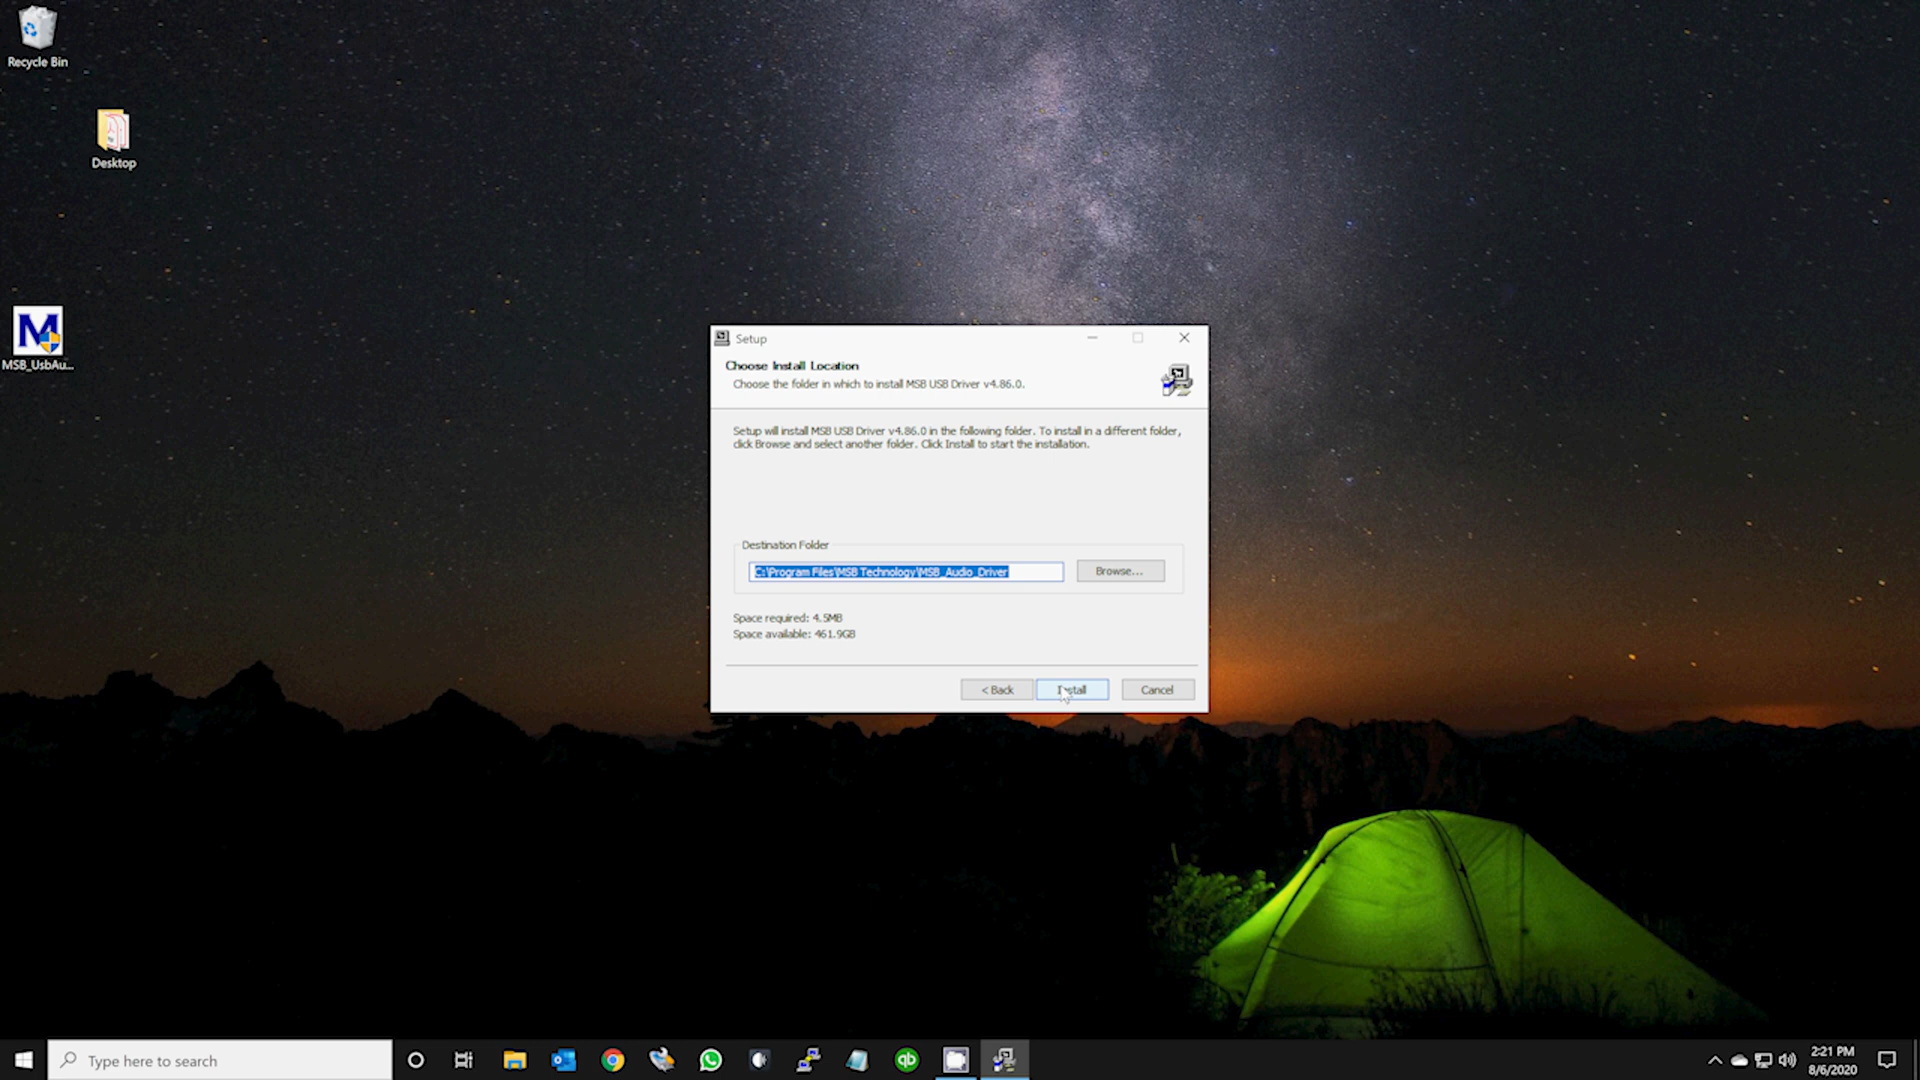 Recycle Bin
Desktop
M
MSB_UsbAu...
Setup
Choose Install Location
Choose the folder in which to install MSB USB Driver v4.86.0.
Setup will install MSB USB Driver v4.86.0 in the following folder. To install in a different folder,
click Browse and select another folder. Click Install to start the installation.
Destination Folder
C:\Program Files\MSB Technology\MSB_Audio_Driver
Browse...
Space required: 4.5MB
Space available: 461.9GB
< Back
Install
Cancel
Type here to search
qb
2:21 PM
8/6/2020